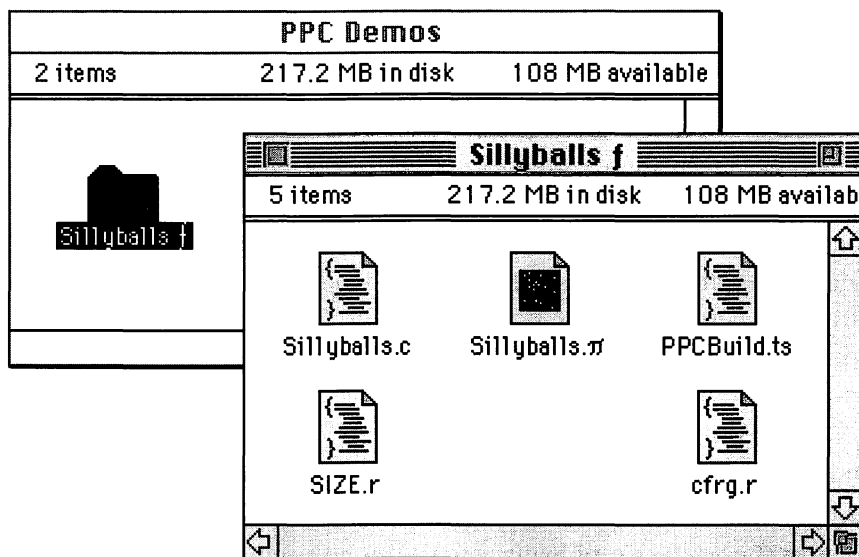 PPC Demos
2 items 217.2 MB in disk 108 MB available
Sillyballs ƒ
Sillyballs ƒ
5 items 217.2 MB in disk 108 MB availab
Sillyballs.c Sillyballs.π PPCBuild.ts
SIZE.r cfrg.r